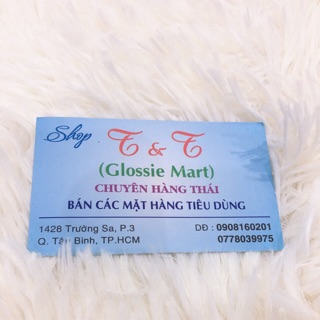 Shop T & T
(Glossie Mart)
CHUYÊN HÀNG THÁI
BÁN CÁC MẶT HÀNG TIÊU DÙNG
1428 Trường Sa, P.3
Q. Tân Bình, TP.HCM
DĐ : 0908160201
0778039975